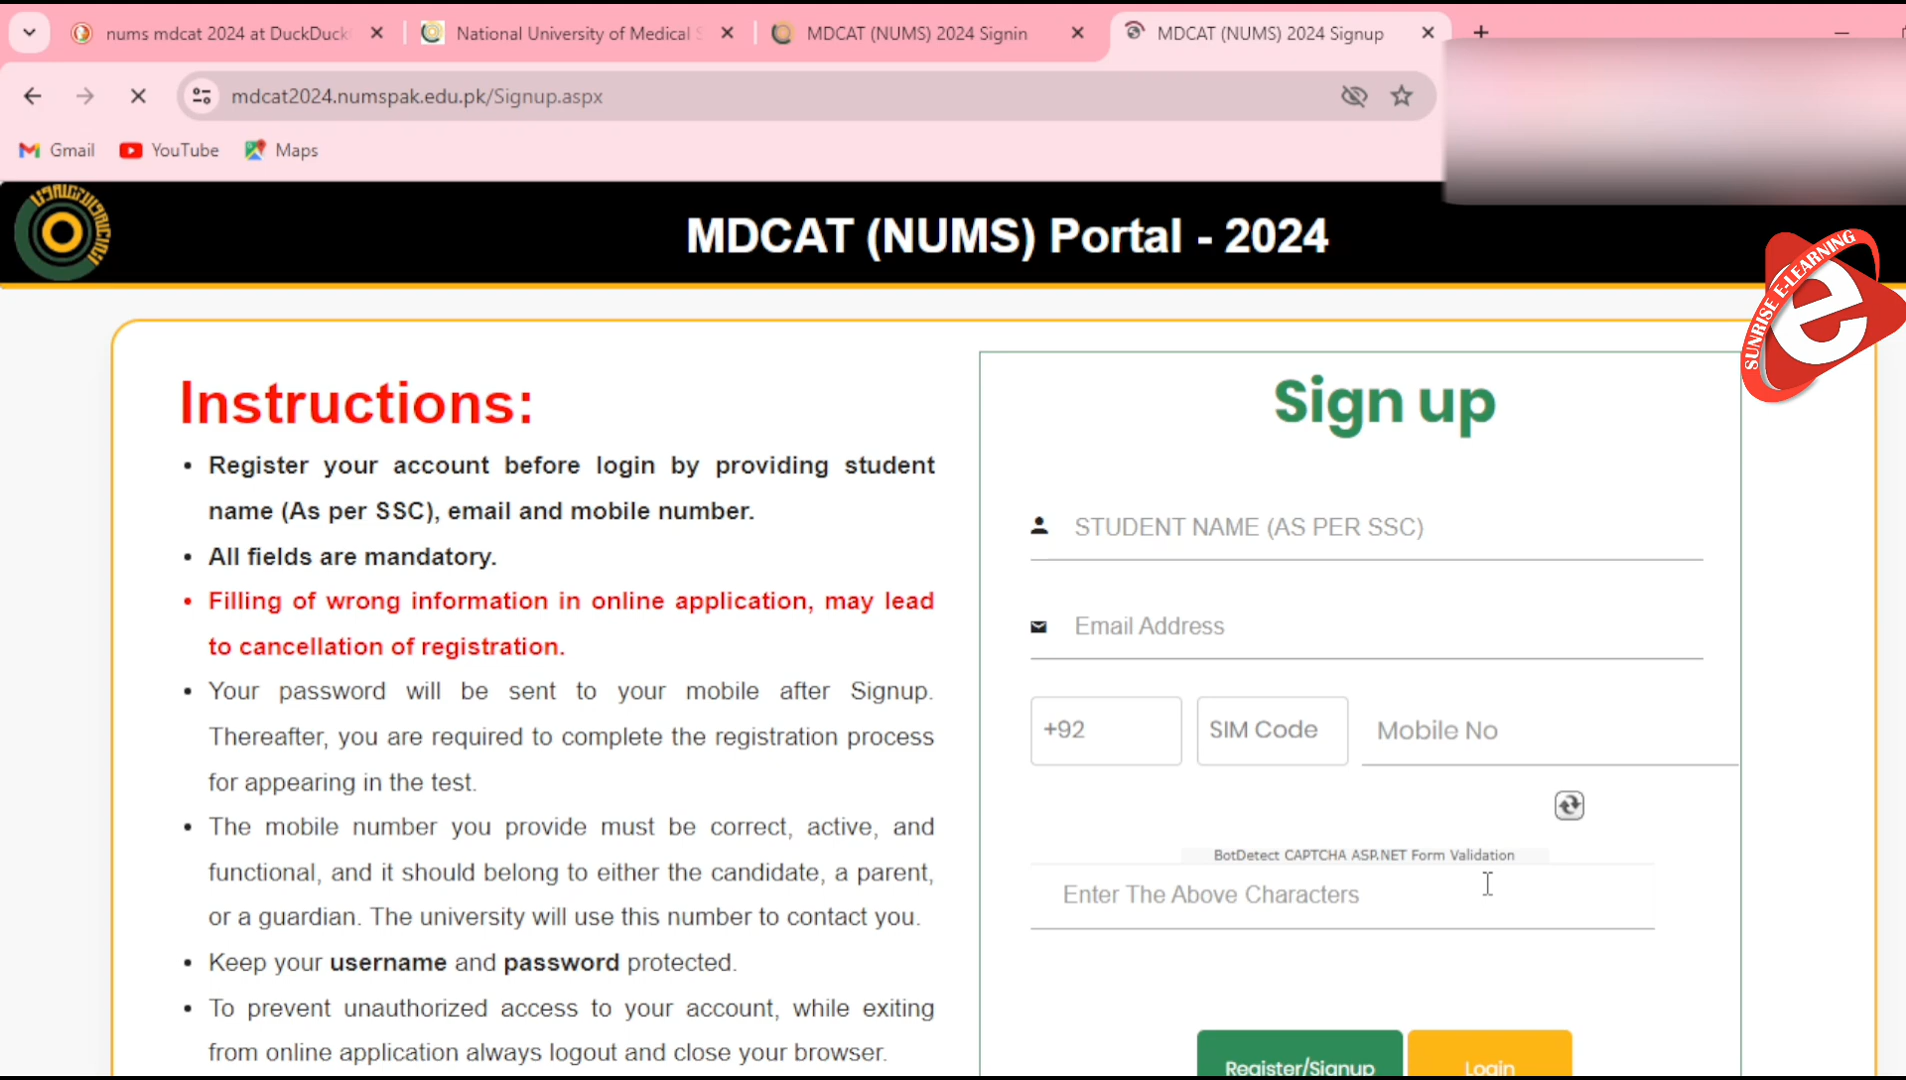 nums mdcat 2024 at DuckDuck
National University of Medical S
MDCAT (NUMS) 2024 Signin
MDCAT (NUMS) 2024 Signup
mdcat2024.numspak.edu.pk/Signup.aspx
Gmail
YouTube
Maps
MDCAT (NUMS) Portal - 2024
SUNRISE E-LEARNING
e
Instructions:
• Register your account before login by providing student
name (As per SSC), email and mobile number.
• All fields are mandatory.
• Filling of wrong information in online application, may lead
to cancellation of registration.
• Your password will be sent to your mobile after Signup.
Thereafter, you are required to complete the registration process
for appearing in the test.
• The mobile number you provide must be correct, active, and
functional, and it should belong to either the candidate, a parent,
or a guardian. The university will use this number to contact you.
• Keep your username and password protected.
• To prevent unauthorized access to your account, while exiting
from online application always logout and close your browser.
Sign up
STUDENT NAME (AS PER SSC)
Email Address
+92
SIM Code
Mobile No
BotDetect CAPTCHA ASP.NET Form Validation
Enter The Above Characters
Register/Signup
Login